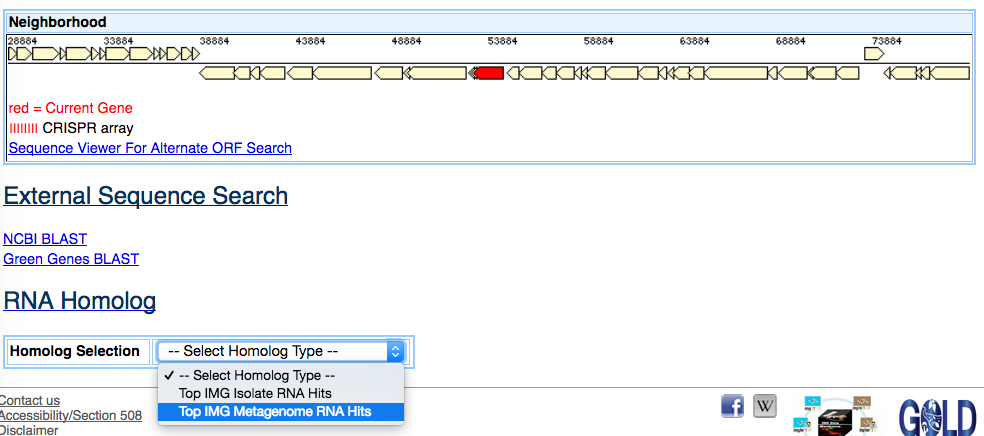 Neighborhood
28884 33884 38884 43884 48884 53884 58884 63884 68884 73884
red = Current Gene
IIIIIIII CRISPR array
Sequence Viewer For Alternate ORF Search
External Sequence Search
NCBI BLAST
Green Genes BLAST
RNA Homolog
Homolog Selection -- Select Homolog Type --
✓ -- Select Homolog Type --
Top IMG Isolate RNA Hits
Top IMG Metagenome RNA Hits
Contact us
Accessibility/Section 508
Disclaimer
f W GOLD